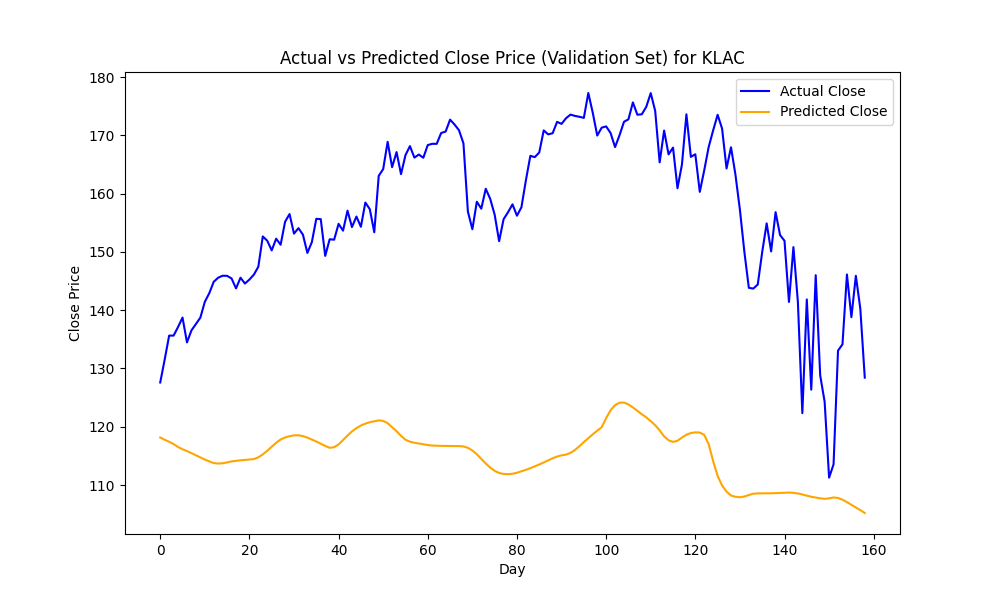 Actual vs Predicted Close Price (Validation Set) for KLAC
Actual Close
Predicted Close
Close Price
180
170
160
150
140
130
120
110
0 20 40 60 80 100 120 140 160
Day